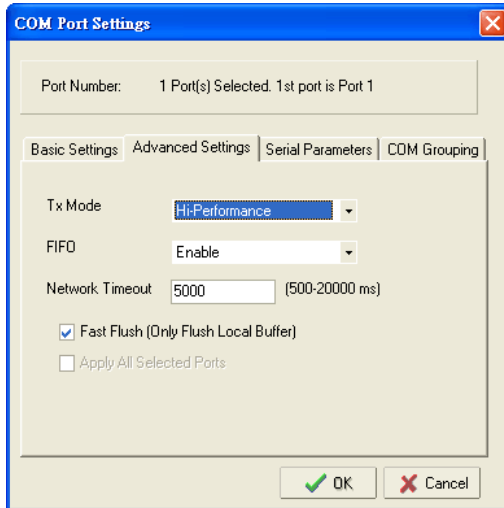 COM Port Settings
Port Number: 1 Port(s) Selected. 1st port is Port 1
Basic Settings Advanced Settings Serial Parameters COM Grouping
Tx Mode Hi-Performance
FIFO Enable
Network Timeout 5000 (500-20000 ms)
Fast Flush (Only Flush Local Buffer)
Apply All Selected Ports
OK Cancel